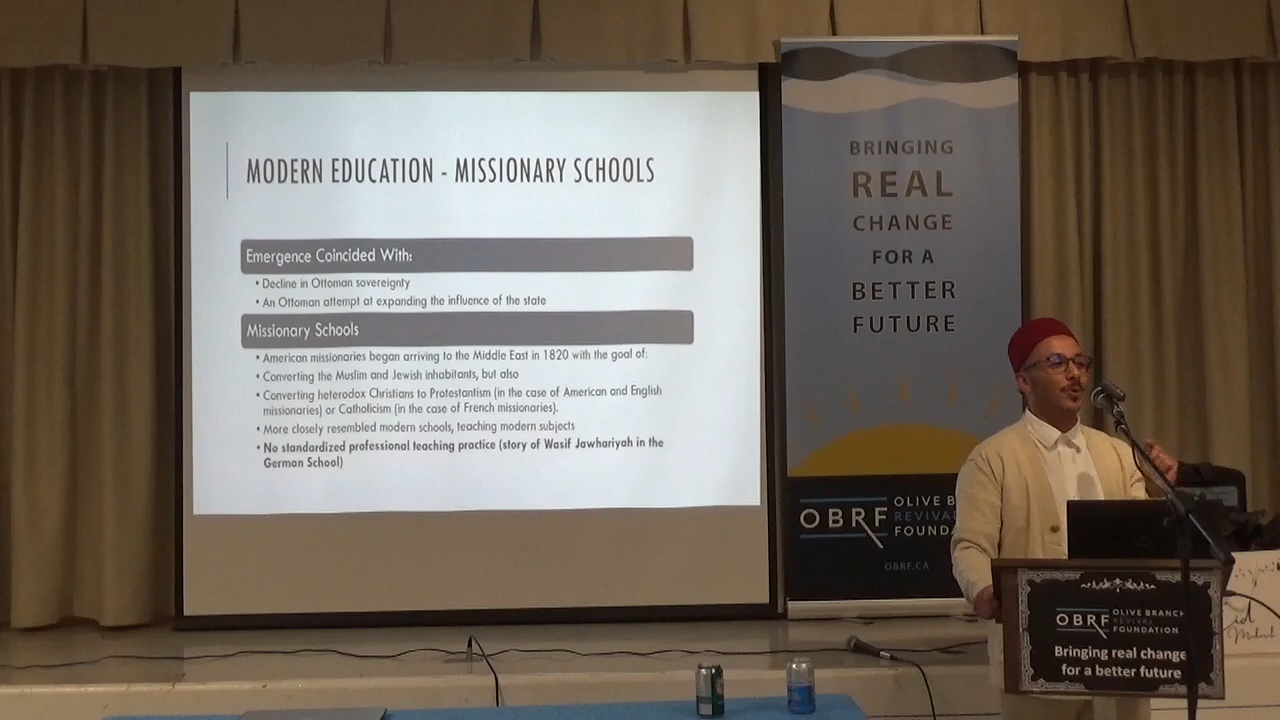 MODERN EDUCATION - MISSIONARY SCHOOLS
Emergence Coincided With:
• Decline in Ottoman sovereignty
• An Ottoman attempt at expanding the influence of the state
Missionary Schools
• American missionaries began arriving to the Middle East in 1820 with the goal of:
• Converting the Muslim and Jewish inhabitants, but also
• Converting heterodox Christians to Protestantism (in the case of American and English
missionaries) or Catholicism (in the case of French missionaries).
• More closely resembled modern schools, teaching modern subjects
• No standardized professional teaching practice (story of Wasif Jawhariyah in the
German School)
BRINGING
REAL
CHANGE
FOR A
BETTER
FUTURE
OBRF
OLIVE B
REVIVA
FOUNDA
OBRF.CA
OBRF
OLIVE BRANCH
REVIVAL
FOUNDATION
Bringing real change
for a better future